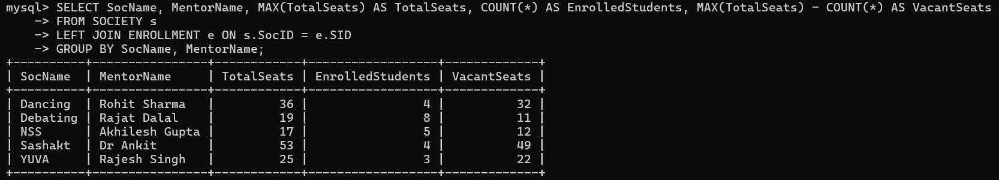 mysql> SELECT SocName, MentorName, MAX(TotalSeats) AS TotalSeats, COUNT(*) AS EnrolledStudents, MAX(TotalSeats) - COUNT(*) AS VacantSeats
    -> FROM SOCIETY s
    -> LEFT JOIN ENROLLMENT e ON s.SocID = e.SID
    -> GROUP BY SocName, MentorName;
+----------+---------------+------------+------------------+-------------+
| SocName  | MentorName    | TotalSeats | EnrolledStudents | VacantSeats |
+----------+---------------+------------+------------------+-------------+
| Dancing  | Rohit Sharma  |         36 |                4 |          32 |
| Debating | Rajat Dalal   |         19 |                8 |          11 |
| NSS      | Akhilesh Gupta |         17 |                5 |          12 |
| Sashakt  | Dr Ankit      |         53 |                4 |          49 |
| YUVA     | Rajesh Singh  |         25 |                3 |          22 |
+----------+---------------+------------+------------------+-------------+